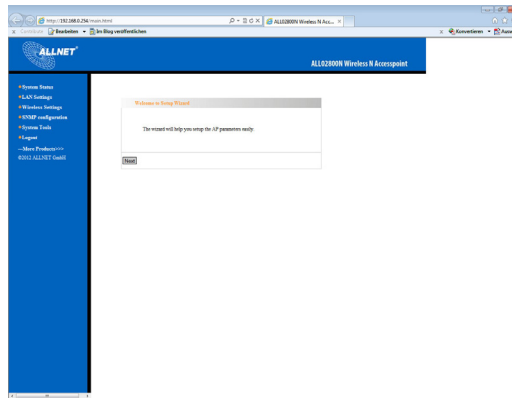 http://192.168.0.254/main.html
ALL02800N Wireless N Acc...
Bearbeiten
Im Blog veröffentlichen
Konvertieren
ALLNET
ALL02800N Wireless N Accesspoint
System Status
LAN Settings
Wireless Settings
SNMP configuration
System Tools
Logout
---More Products>>>
©2012 ALLNET GmbH
Welcome to Setup Wizard
The wizard will help you setup the AP parameters easily.
Next